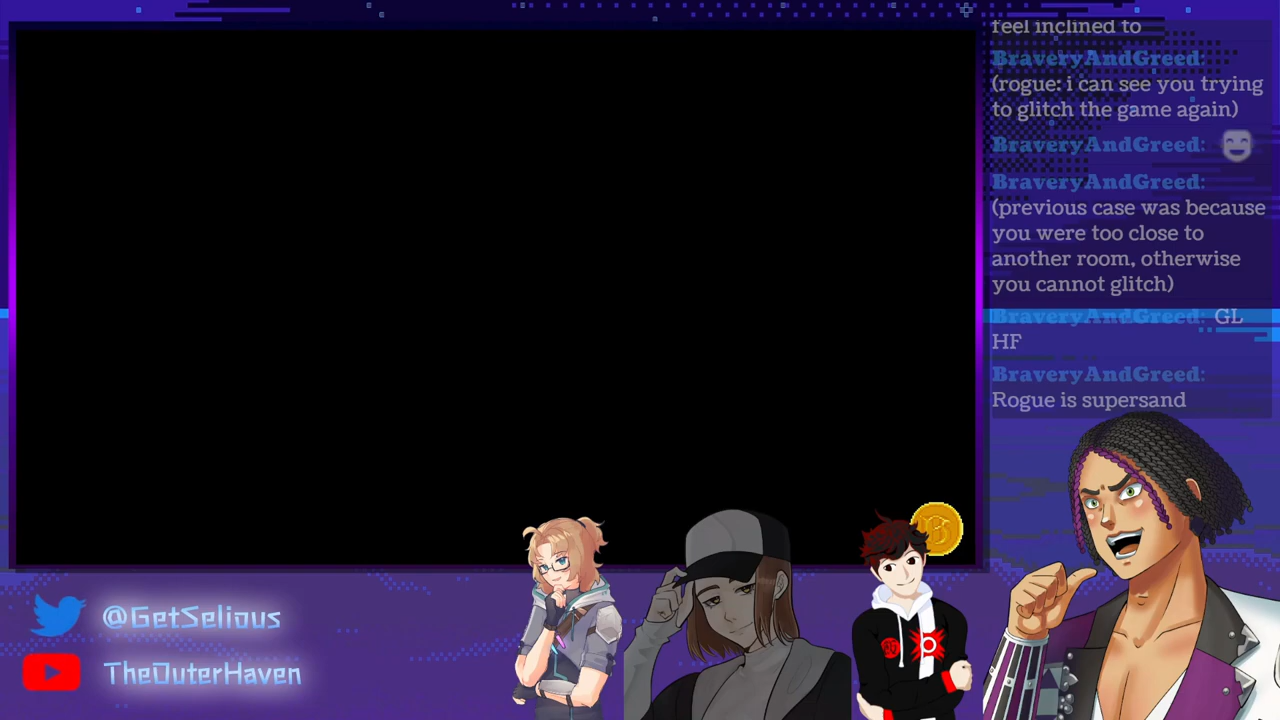 feel inclined to
BraveryAndGreed:
(rogue: i can see you trying
to glitch the game again)
BraveryAndGreed:
BraveryAndGreed:
(previous case was because
you were too close to
another room, otherwise
you cannot glitch)
BraveryAndGreed: GL
HF
BraveryAndGreed:
Rogue is supersand
@GetSelious
TheOuterHaven